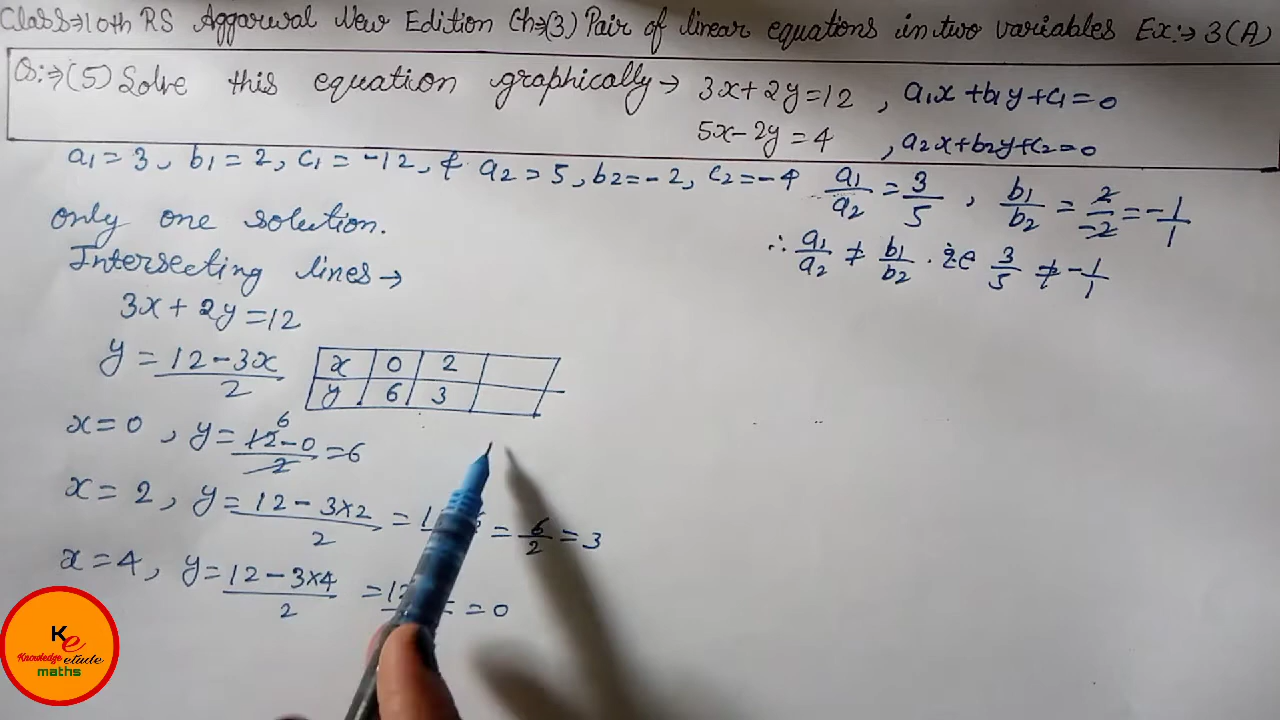 Class→10th RS Aggarwal New Edition Ch→(3) Pair of linear equations in two variables Ex:→ 3(A)
Q:→(5) Solve this equation graphically→ 3x+2y=12 , a₁x+b₁y+c₁=0
5x-2y=4 , a₂x+b₂y+c₂=0
a₁=3, b₁=2, c₁=-12, & a₂=5, b₂=-2, c₂=-4 a₁/a₂ = 3/5 , b₁/b₂ = 2/-2 = -1/1
only one solution. ∴ a₁/a₂ ≠ b₁/b₂ . ie 3/5 ≠ -1/1
Intersecting lines→
3x+2y=12
y = 12-3x/2
x 0 2
y 6 3
x=0, y = 12-0/2 = 6
6
x=2, y = 12-3×2/2 = = 6/2 = 3
x=4, y = 12-3×4/2 = = 0
Ke
Knowledge etade
maths